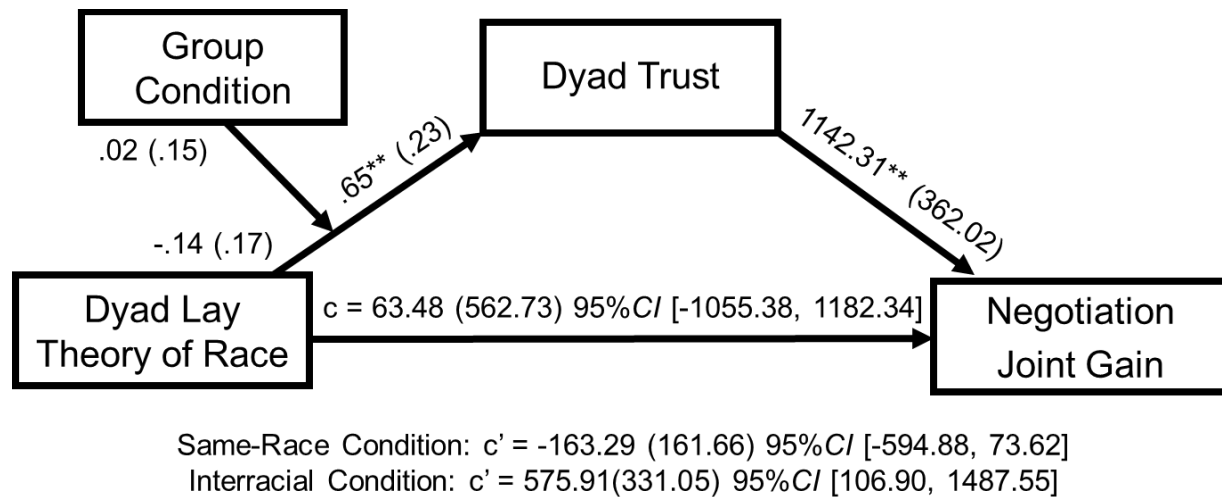 Group
Condition
Dyad Trust
.02 (.15)
.65** (.23)
1142.31** (362.02)
-.14 (.17)
Dyad Lay
Theory of Race
c = 63.48 (562.73) 95%CI [-1055.38, 1182.34]
Negotiation
Joint Gain
Same-Race Condition: c' = -163.29 (161.66) 95%CI [-594.88, 73.62]
Interracial Condition: c' = 575.91(331.05) 95%CI [106.90, 1487.55]